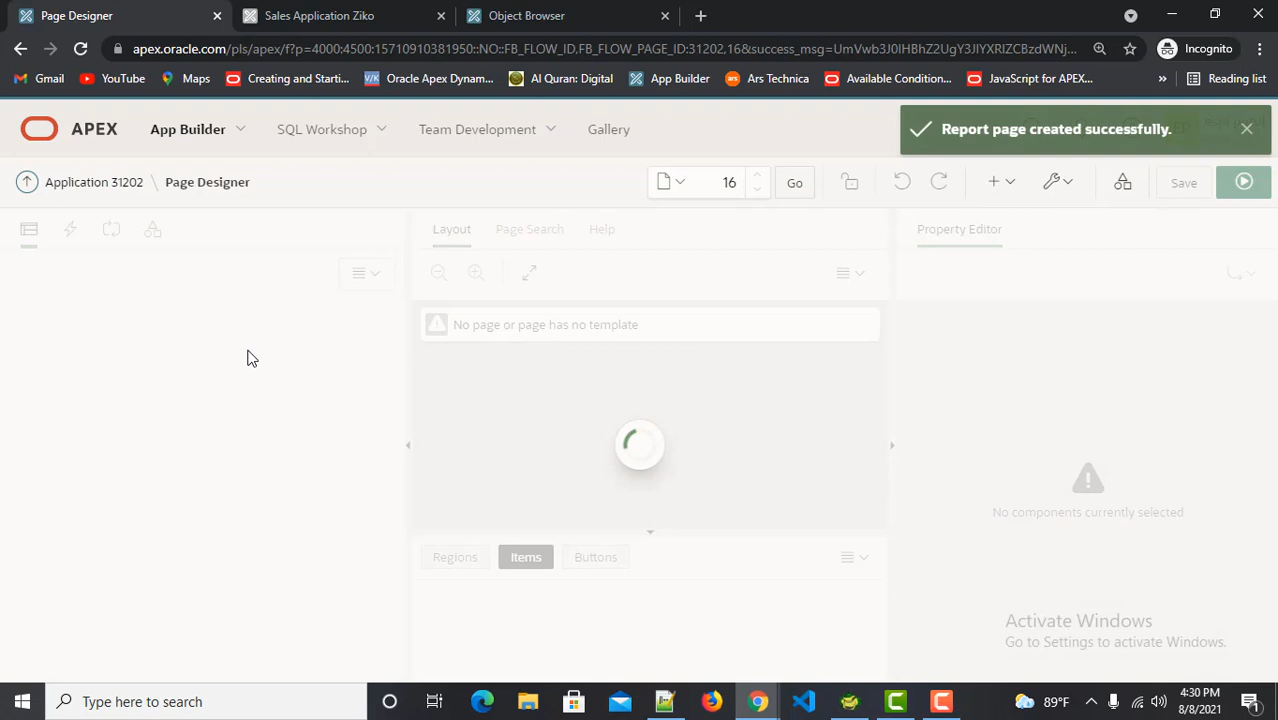 Page Designer
Sales Application Ziko
Object Browser
apex.oracle.com/pls/apex/f?p=4000:4500:15710910381950::NO::FB_FLOW_ID,FB_FLOW_PAGE_ID:31202,16&success_msg=UmVwb3J0IHBhZ2UgY3JlYXRlZCBzdWNj...
Incognito
Gmail
YouTube
Maps
Creating and Starti...
Oracle Apex Dynam...
Al Quran: Digital
App Builder
Ars Tecnica
Available Condition...
JavaScript for APEX...
»
Reading list
APEX
App Builder
SQL Workshop
Team Development
Gallery
Report page created successfully.
Application 31202 \ Page Designer
16
Go
Save
Layout
Page Search
Help
Property Editor
No page or page has no template
No components currently selected
Regions
Items
Buttons
Activate Windows
Go to Settings to activate Windows.
Type here to search
89°F
4:30 PM
8/8/2021
1